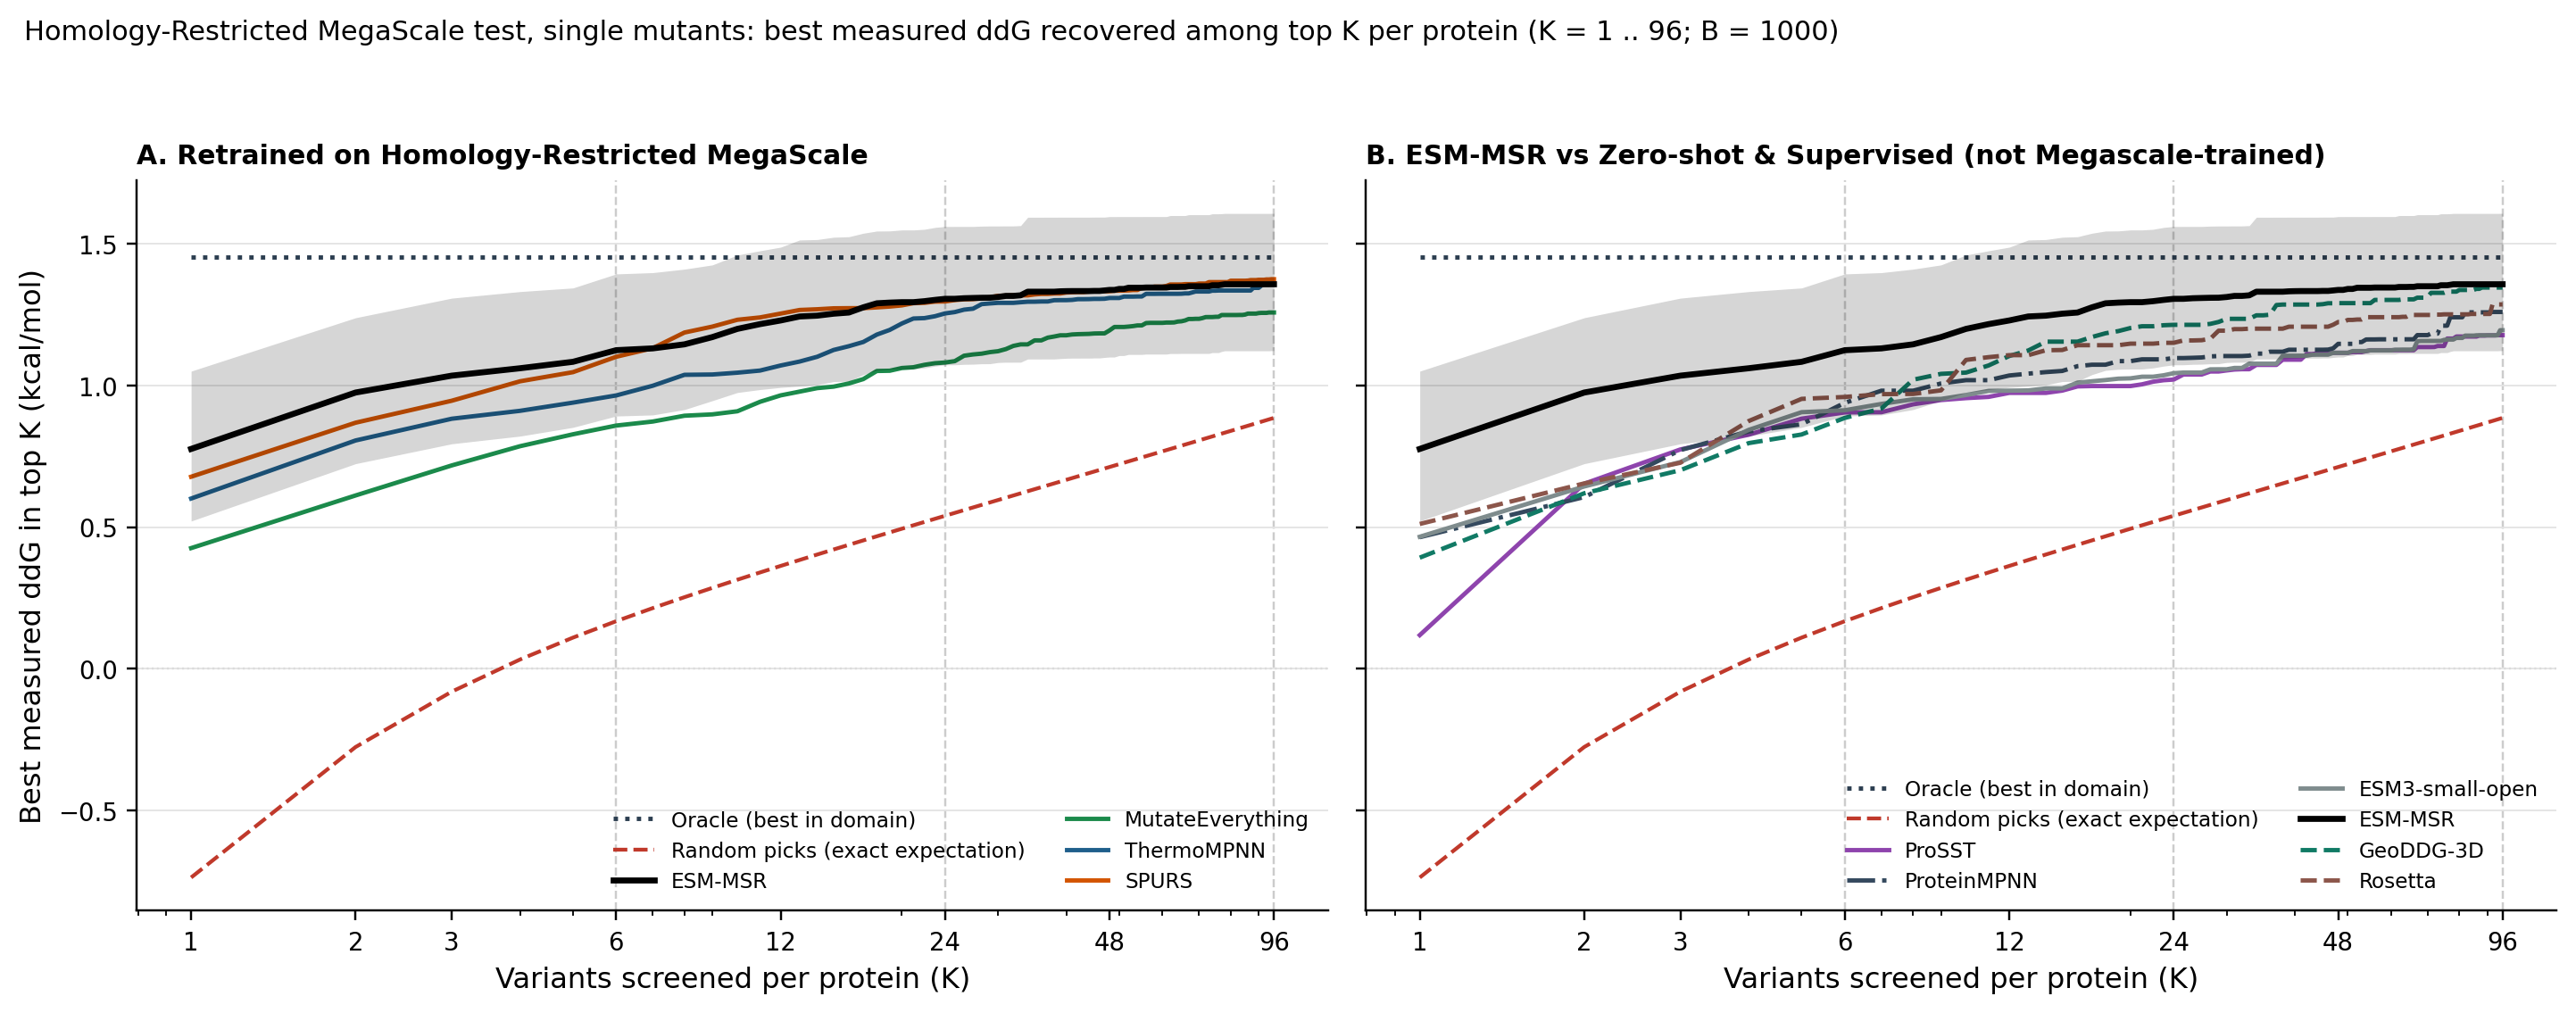 Homology-Restricted MegaScale test, single mutants: best measured ddG recovered among top K per protein (K = 1 .. 96; B = 1000)
A. Retrained on Homology-Restricted MegaScale
B. ESM-MSR vs Zero-shot & Supervised (not Megascale-trained)
Best measured ddG in top K (kcal/mol)
1.5
1.0
0.5
0.0
−0.5
Oracle (best in domain)
Random picks (exact expectation)
ESM-MSR
MutateEverything
ThermoMPNN
SPURS
1 2 3 6 12 24 48 96
Variants screened per protein (K)
Oracle (best in domain)
Random picks (exact expectation)
ProSST
ProteinMPNN
ESM3-small-open
ESM-MSR
GeoDDG-3D
Rosetta
1 2 3 6 12 24 48 96
Variants screened per protein (K)